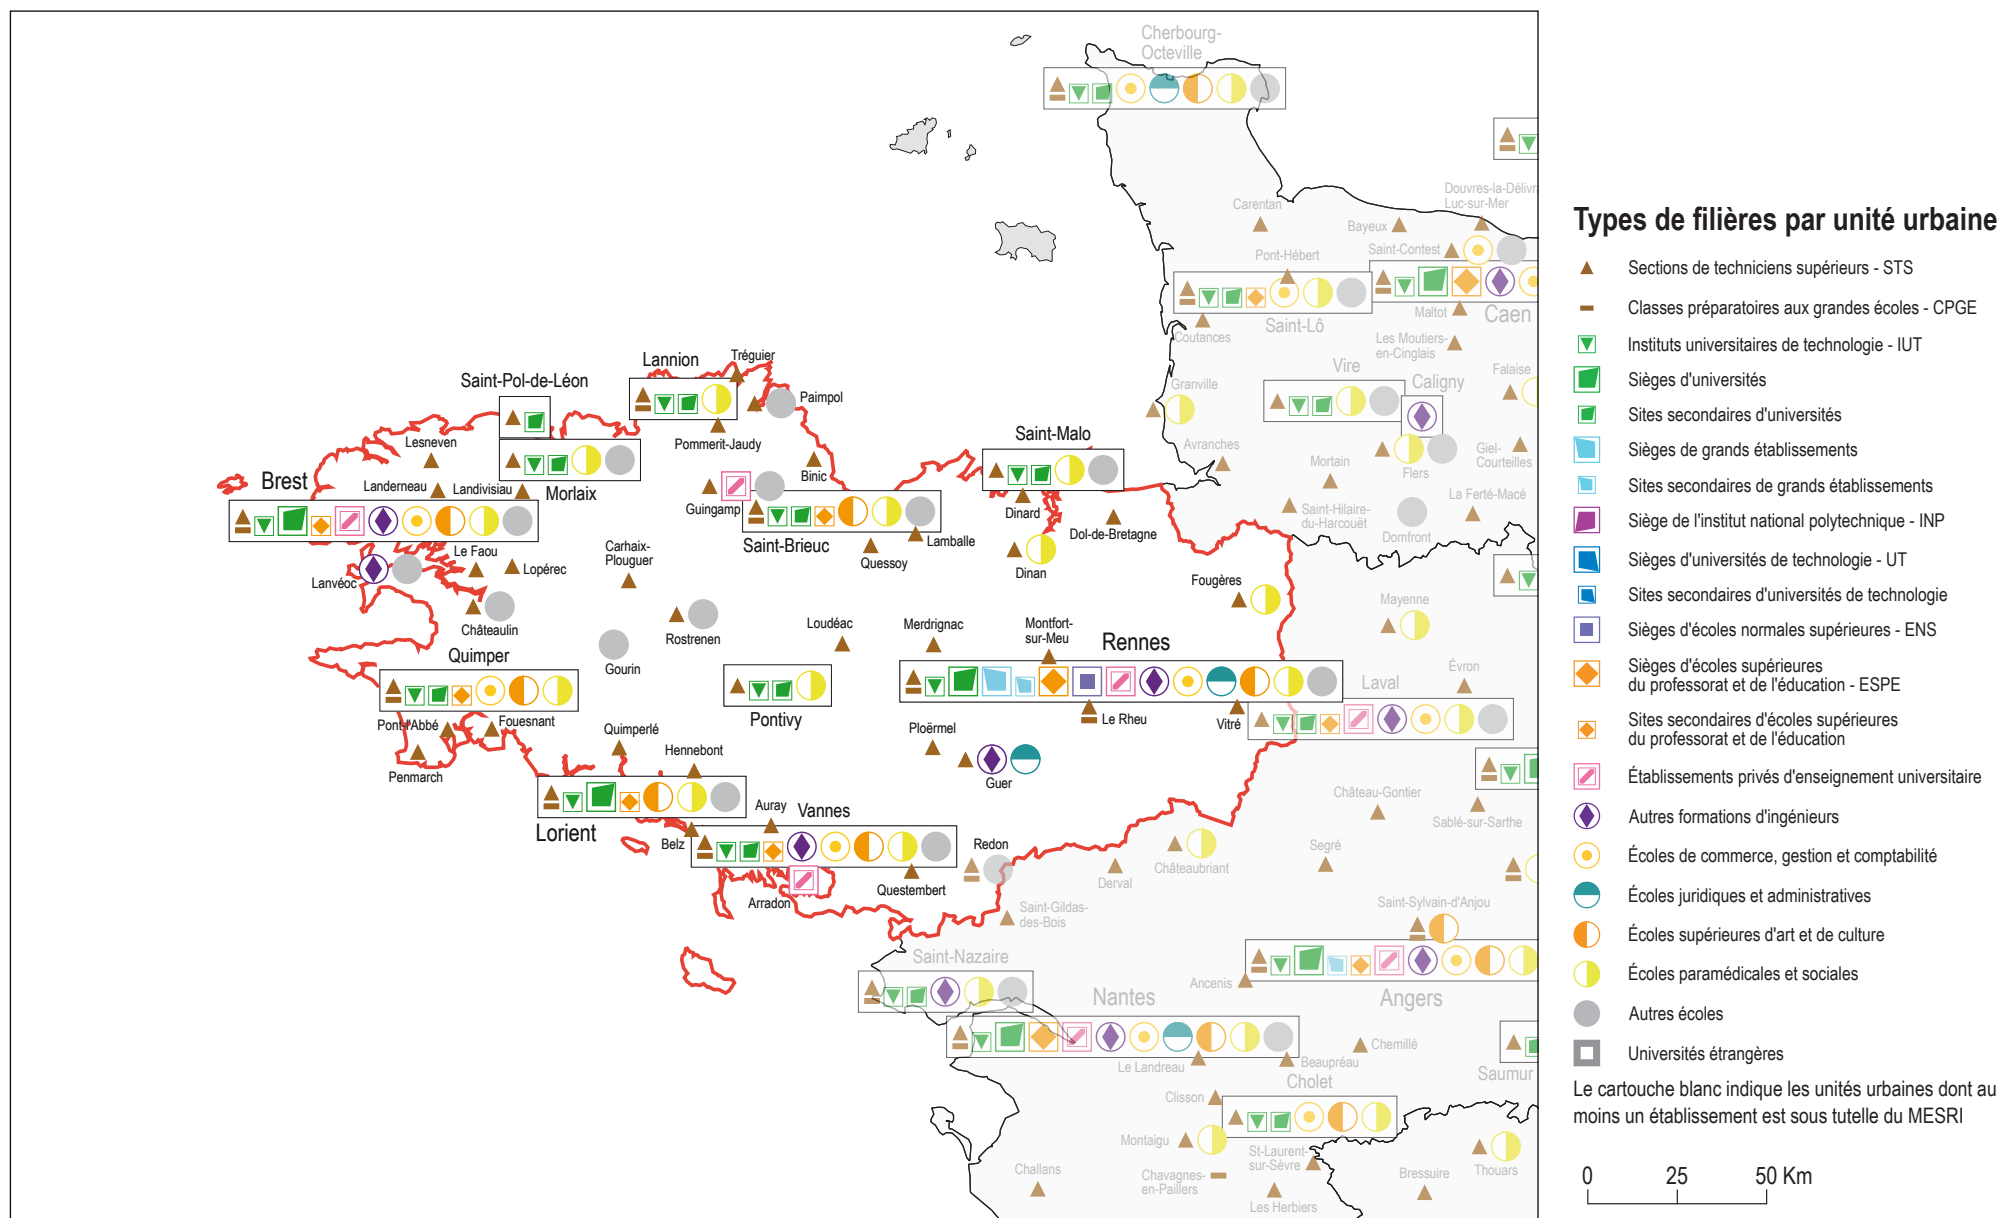 Cherbourg-
Octeville
Douvres-la-Déliv
Luc-sur-Mer
Carentan
Bayeux
Saint-Contest
Pont-Hébert
Maltot
Caen
Saint-Lô
Coutances
Les Moutiers-
en-Cinglais
Vire
Caligny
Falaise
Granville
Avranches
Mortain
Flers
Giel-
Courteilles
La Ferté-Macé
Saint-Hilaire-
du-Harcouët
Domfront
Lannion
Tréguier
Saint-Pol-de-Léon
Paimpol
Lesneven
Pommerit-Jaudy
Saint-Malo
Binic
Brest
Landerneau
Landivisiau
Morlaix
Guingamp
Dinard
Dol-de-Bretagne
Saint-Brieuc
Lamballe
Quessoy
Dinan
Le Faou
Lopérec
Carhaix-
Plouguer
Lanvéoc
Fougères
Mayenne
Châteaulin
Rostrenen
Loudéac
Merdrignac
Montfort-
sur-Meu
Rennes
Gourin
Quimper
Évron
Laval
Pont-l'Abbé
Fouesnant
Pontivy
Le Rheu
Vitré
Quimperlé
Ploërmel
Hennebont
Penmarch
Guer
Château-Gontier
Sablé-sur-Sarthe
Auray
Vannes
Lorient
Belz
Redon
Segré
Châteaubriant
Derval
Questembert
Arradon
Saint-Gildas-
des-Bois
Saint-Sylvain-d'Anjou
Saint-Nazaire
Ancenis
Nantes
Angers
Chemillé
Le Landreau
Beaupréau
Cholet
Saumur
Clisson
Montaigu
St-Laurent-
sur-Sèvre
Challans
Chavagnes-
en-Paillers
Les Herbiers
Bressuire
Thouars
Types de filières par unité urbaine
Sections de techniciens supérieurs - STS
Classes préparatoires aux grandes écoles - CPGE
Instituts universitaires de technologie - IUT
Sièges d'universités
Sites secondaires d'universités
Sièges de grands établissements
Sites secondaires de grands établissements
Siège de l'institut national polytechnique - INP
Sièges d'universités de technologie - UT
Sites secondaires d'universités de technologie
Sièges d'écoles normales supérieures - ENS
Sièges d'écoles supérieures
du professorat et de l'éducation - ESPE
Sites secondaires d'écoles supérieures
du professorat et de l'éducation
Établissements privés d'enseignement universitaire
Autres formations d'ingénieurs
Écoles de commerce, gestion et comptabilité
Écoles juridiques et administratives
Écoles supérieures d'art et de culture
Écoles paramédicales et sociales
Autres écoles
Universités étrangères
Le cartouche blanc indique les unités urbaines dont au
moins un établissement est sous tutelle du MESRI
0 25 50 Km